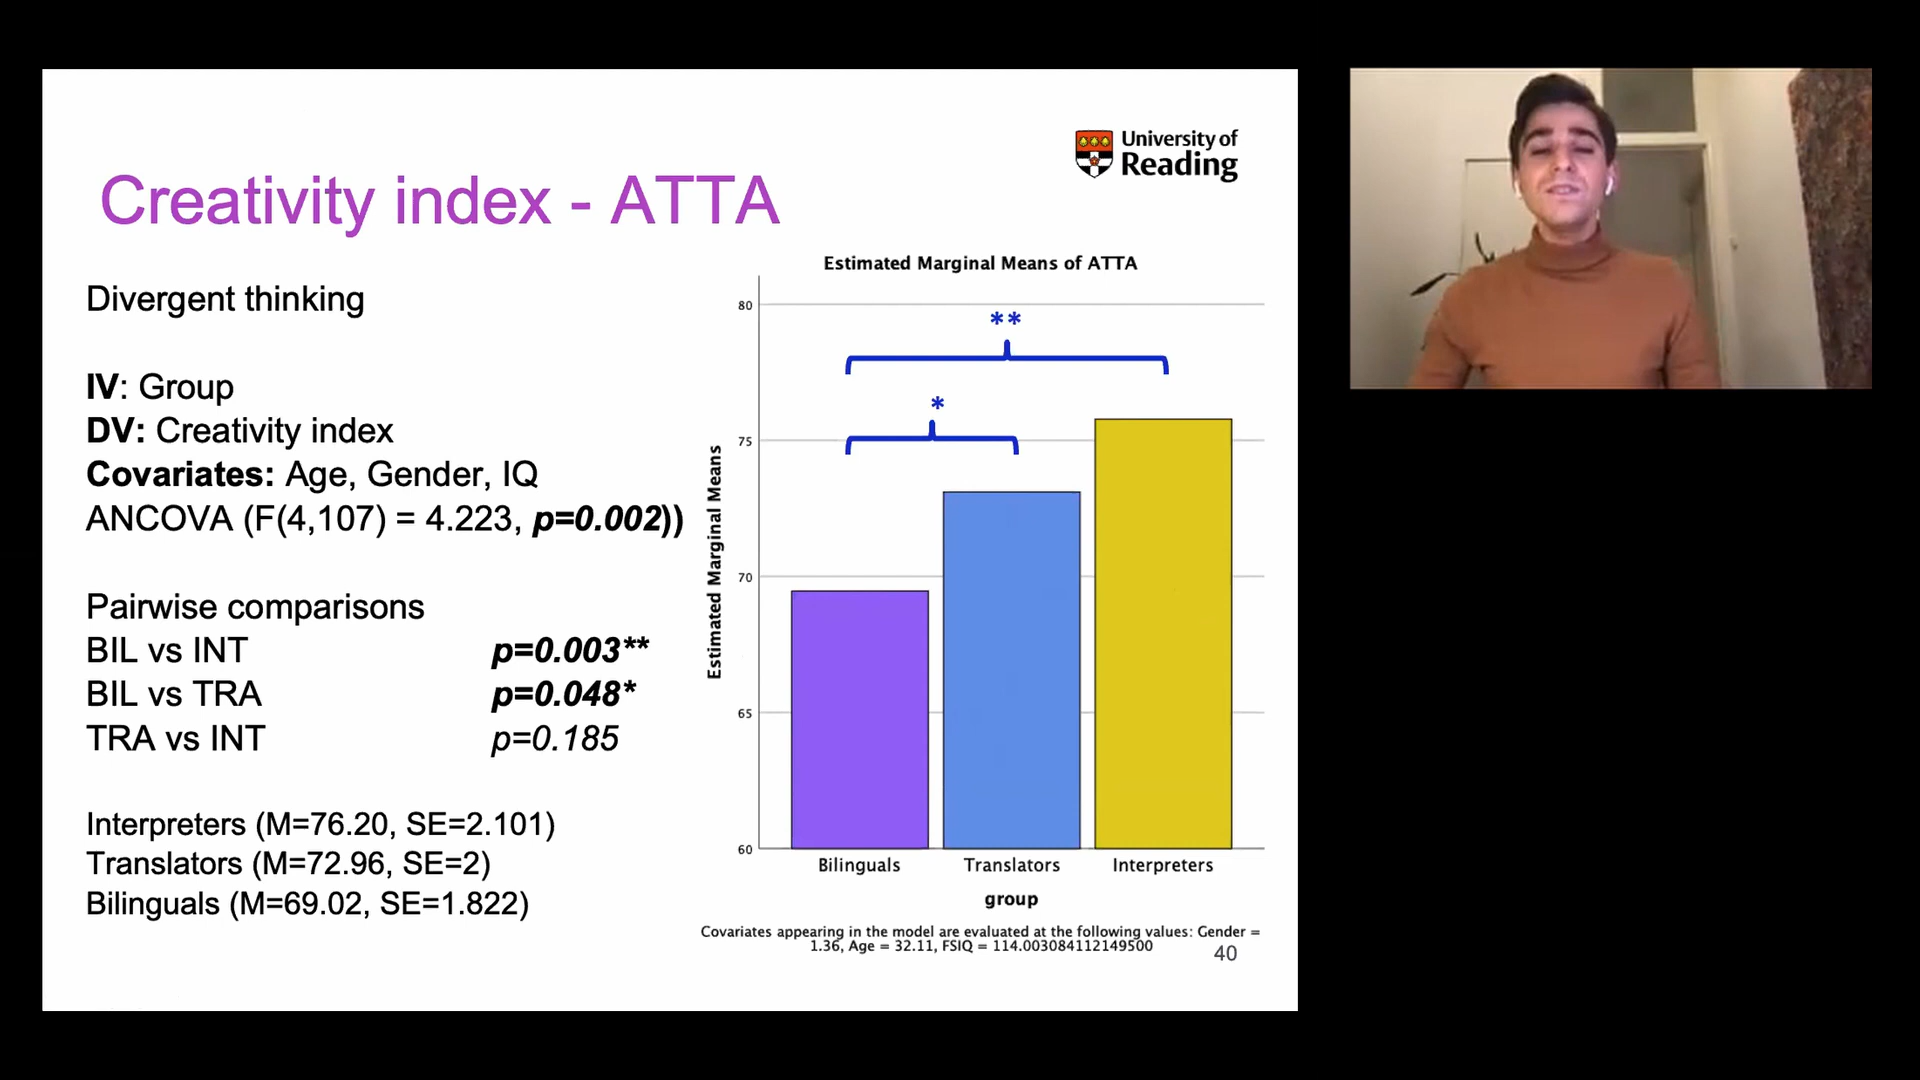 University of
Reading
Creativity index - ATTA
Divergent thinking
IV: Group
DV: Creativity index
Covariates: Age, Gender, IQ
ANCOVA (F(4,107) = 4.223, p=0.002))
Pairwise comparisons
BIL vs INT p=0.003**
BIL vs TRA p=0.048*
TRA vs INT p=0.185
Interpreters (M=76.20, SE=2.101)
Translators (M=72.96, SE=2)
Bilinguals (M=69.02, SE=1.822)
Estimated Marginal Means of ATTA
Estimated Marginal Means
80
75
70
65
60
**
*
Bilinguals Translators Interpreters
group
Covariates appearing in the model are evaluated at the following values: Gender =
1.36, Age = 32.11, FSIQ = 114.003084112149500
40